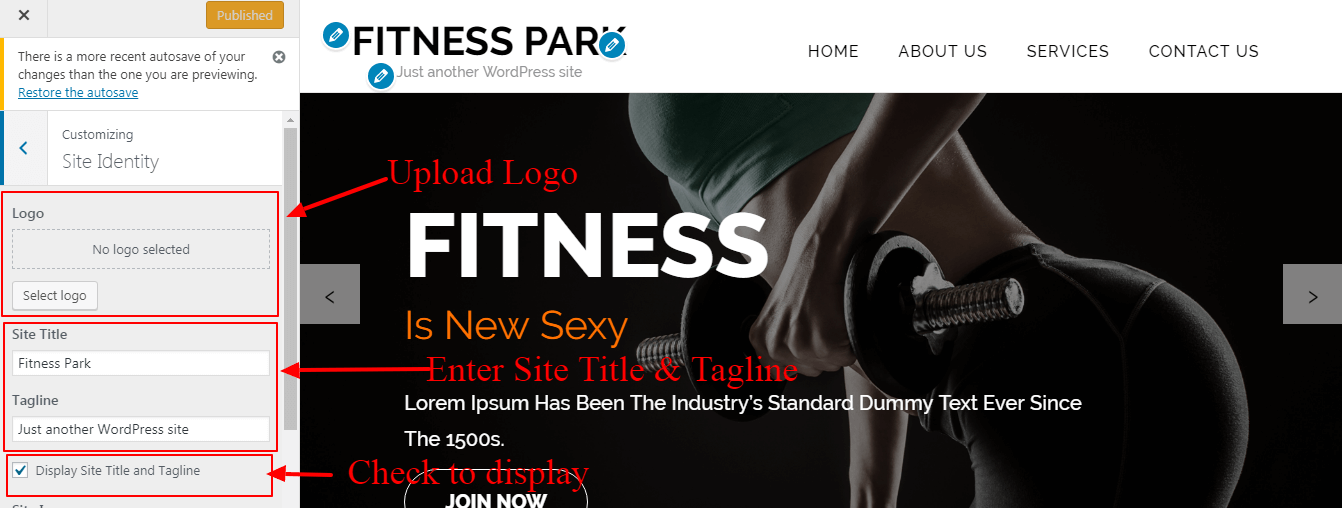 Published
There is a more recent autosave of your
changes than the one you are previewing.
Restore the autosave
Customizing
Site Identity
Logo
No logo selected
Select logo
Site Title
Fitness Park
Tagline
Just another WordPress site
Display Site Title and Tagline
FITNESS PARK
Just another WordPress site
HOME
ABOUT US
SERVICES
CONTACT US
Upload Logo
FITNESS
<
>
Is New Sexy
Enter Site Title & Tagline
Lorem Ipsum Has Been The Industry's Standard Dummy Text Ever Since
The 1500s.
Check to display
JOIN NOW